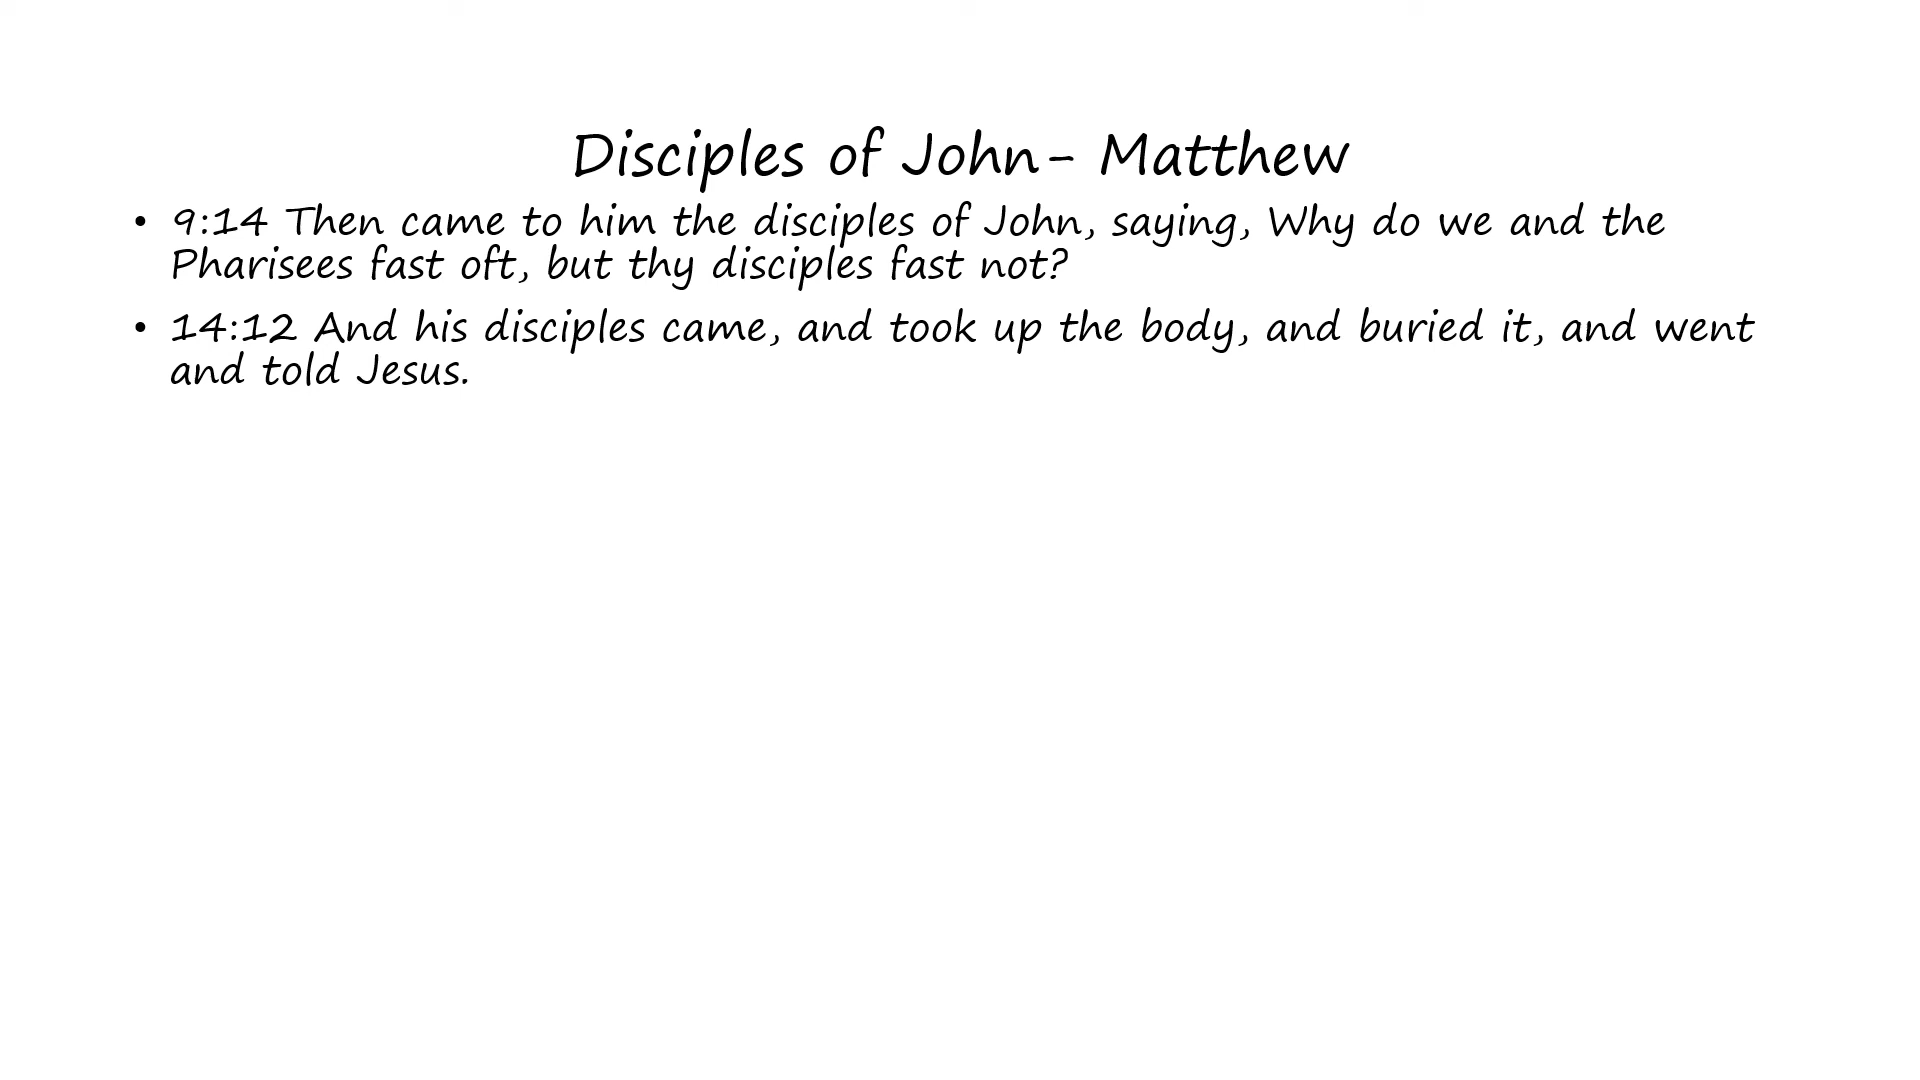 Disciples of John- Matthew
• 9:14 Then came to him the disciples of John, saying, Why do we and the
Pharisees fast oft, but thy disciples fast not?
• 14:12 And his disciples came, and took up the body, and buried it, and went
and told Jesus.